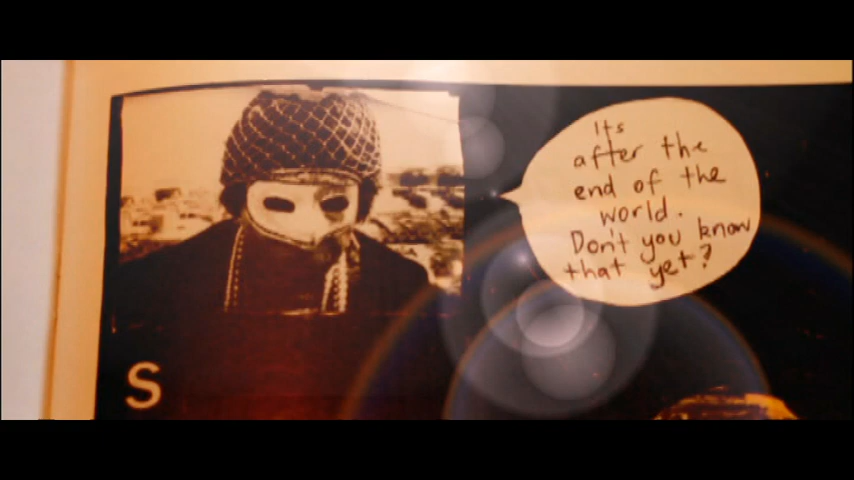 Its
after the
end of the
world.
Don't you know
that yet?
S